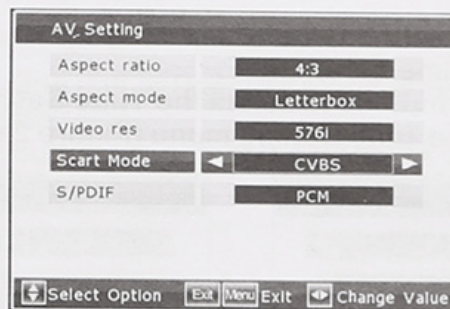 AV Setting
Aspect ratio 4:3
Aspect mode Letterbox
Video res 576i
Scart Mode CVBS
S/PDIF PCM
Select Option Exit Menu Exit Change Value